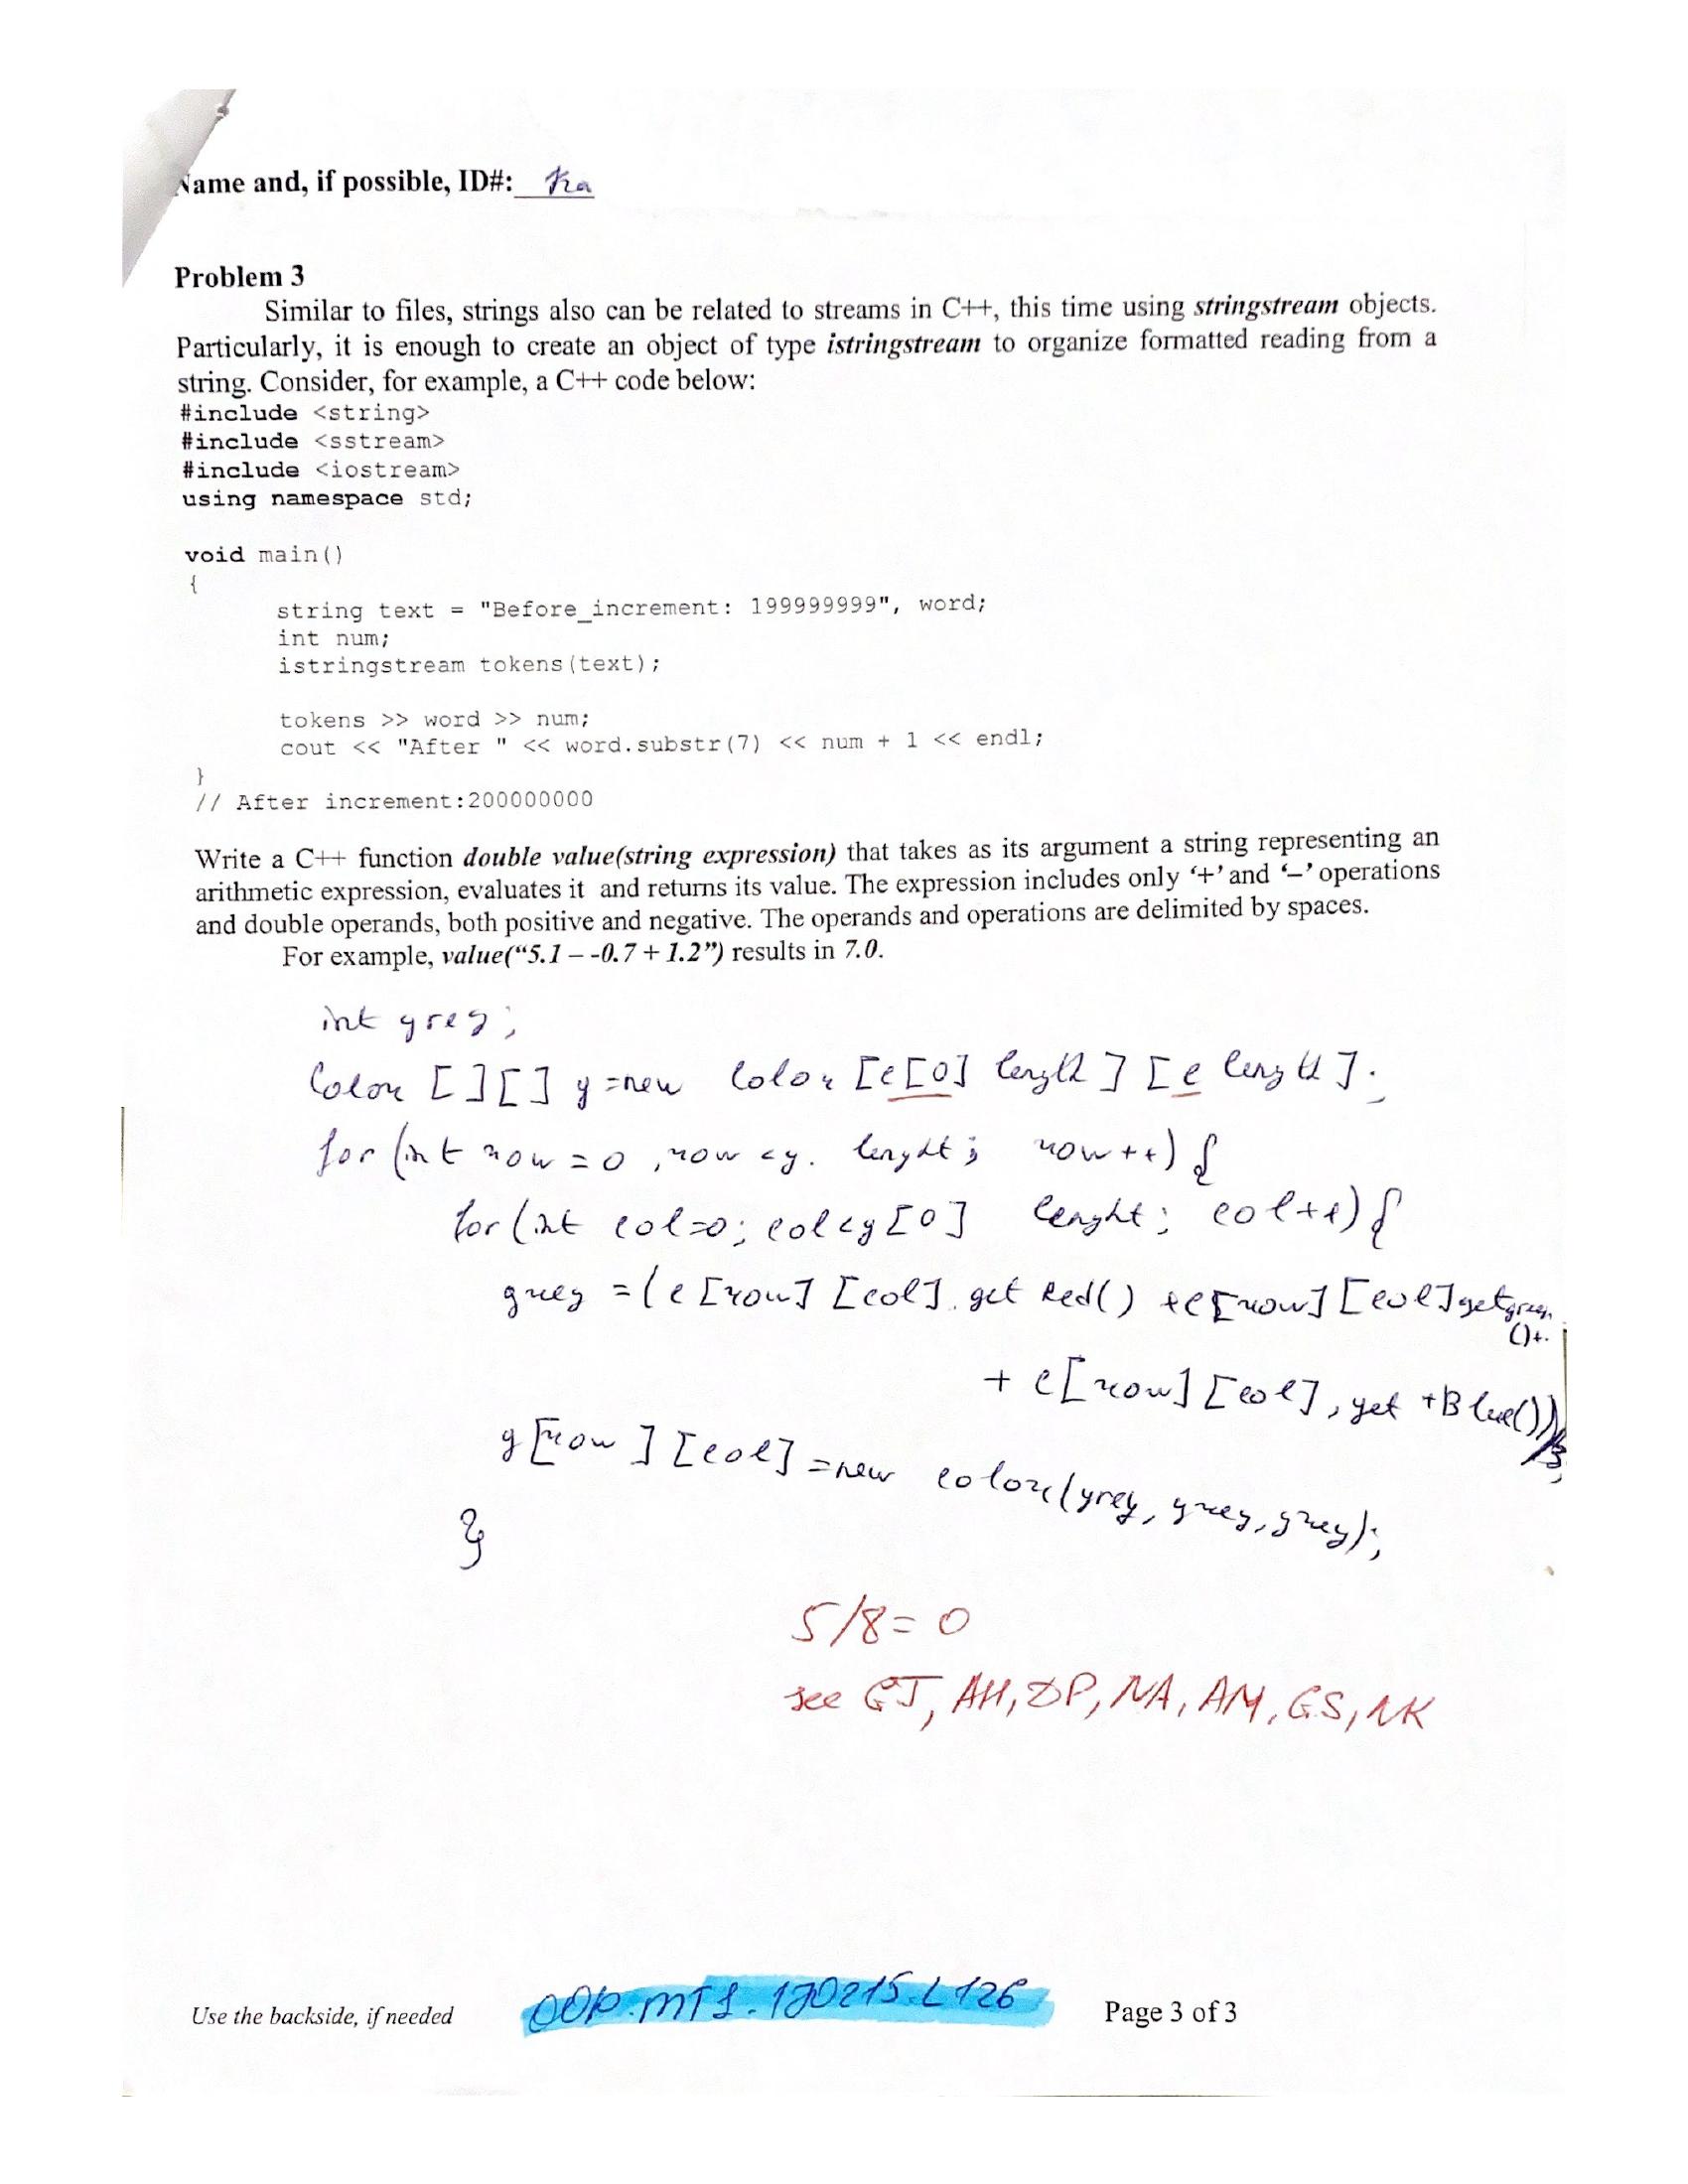 Name and, if possible, ID#: Ka
Problem 3
Similar to files, strings also can be related to streams in C++, this time using stringstream objects.
Particularly, it is enough to create an object of type istringstream to organize formatted reading from a
string. Consider, for example, a C++ code below:
#include <string>
#include <sstream>
#include <iostream>
using namespace std;
void main()
{
string text = "Before_increment: 199999999", word;
int num;
istringstream tokens(text);
tokens >> word >> num;
cout << "After " << word.substr(7) << num + 1 << endl;
}
// After increment:200000000
Write a C++ function double value(string expression) that takes as its argument a string representing an
arithmetic expression, evaluates it and returns its value. The expression includes only ‘+’ and ‘–’ operations
and double operands, both positive and negative. The operands and operations are delimited by spaces.
For example, value(“5.1 – -0.7 + 1.2”) results in 7.0.
int grey;
Color [][] g=new Color [c[0] length] [c length].
for (int row=0, row<g. lenght; row++) {
for (int col=0; col<g[0] lenght; col++) {
grey = (c[row] [col]. get Red() +c[row] [col]get green
()+.
+ c[row] [col], get +Blue())/3;
g[row] [col] =new color(grey, grey, grey);
}
5/8= 0
see GJ, AH, DP, NA, AM, GS, NK
Use the backside, if needed
OOP.MT1.170215.L126
Page 3 of 3